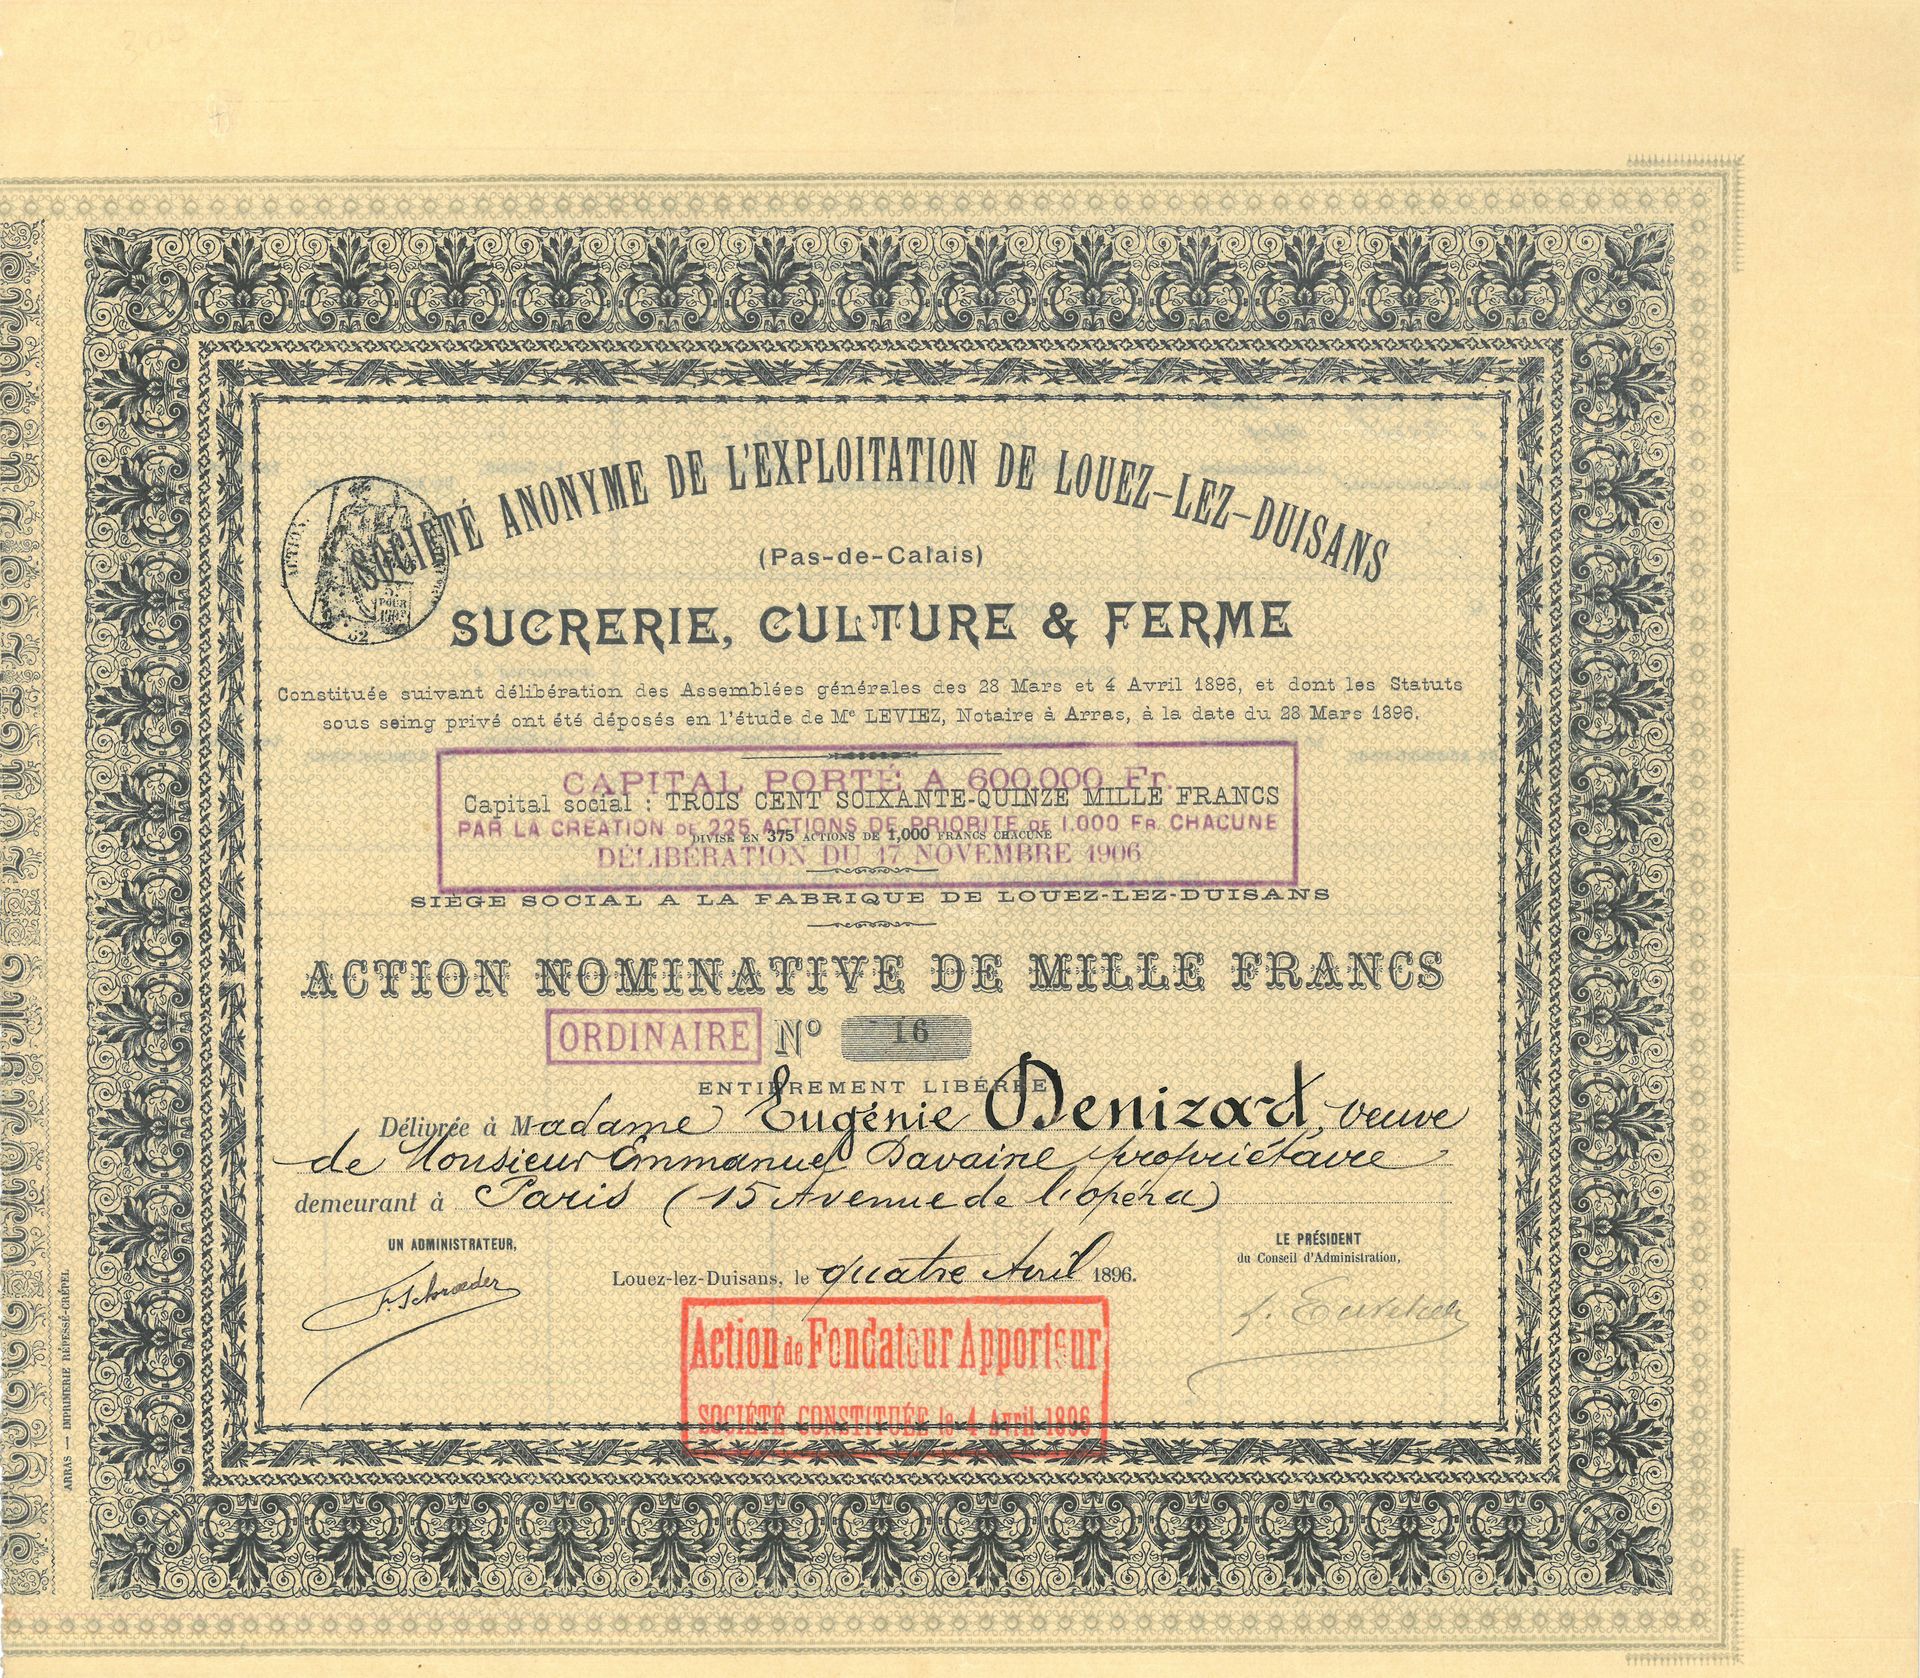 SOCIÉTÉ ANONYME DE L'EXPLOITATION DE LOUEZ-LEZ-DUISANS
(Pas-de-Calais)
SUCRERIE, CULTURE & FERME
Constituée suivant délibération des Assemblées générales des 28 Mars et 4 Avril 1896, et dont les Statuts
sous seing privé ont été déposés en l'étude de Me LEVIEZ, Notaire à Arras, à la date du 28 Mars 1896.
CAPITAL PORTÉ A 600,000 Fr.
Capital social : TROIS CENT SOIXANTE-QUINZE MILLE FRANCS
PAR LA CRÉATION DE 225 ACTIONS DE PRIORITÉ DE 1.000 FR. CHACUNE
DIVISÉ EN 375 ACTIONS DE 1,000 FRANCS CHACUNE
DÉLIBÉRATION DU 17 NOVEMBRE 1906
SIÈGE SOCIAL A LA FABRIQUE DE LOUEZ-LEZ-DUISANS
ACTION NOMINATIVE DE MILLE FRANCS
ORDINAIRE No 16
ENTIÈREMENT LIBÉRÉE
Délivrée à Madame Eugénie Denizart, veuve
de Monsieur Emmanuel Davaine, propriétaire
demeurant à Paris (15 Avenue de l'opéra)
UN ADMINISTRATEUR,
F. Schroeder
Louez-lez-Duisans, le quatre Avril 1896.
LE PRÉSIDENT
du Conseil d'Administration,
Action de Fondateur Apporteur
SOCIÉTÉ CONSTITUÉE le 4 Avril 1896
ARRAS — IMPRIMERIE RÉPESSÉ-CRÉPEL
ACTION
POUR